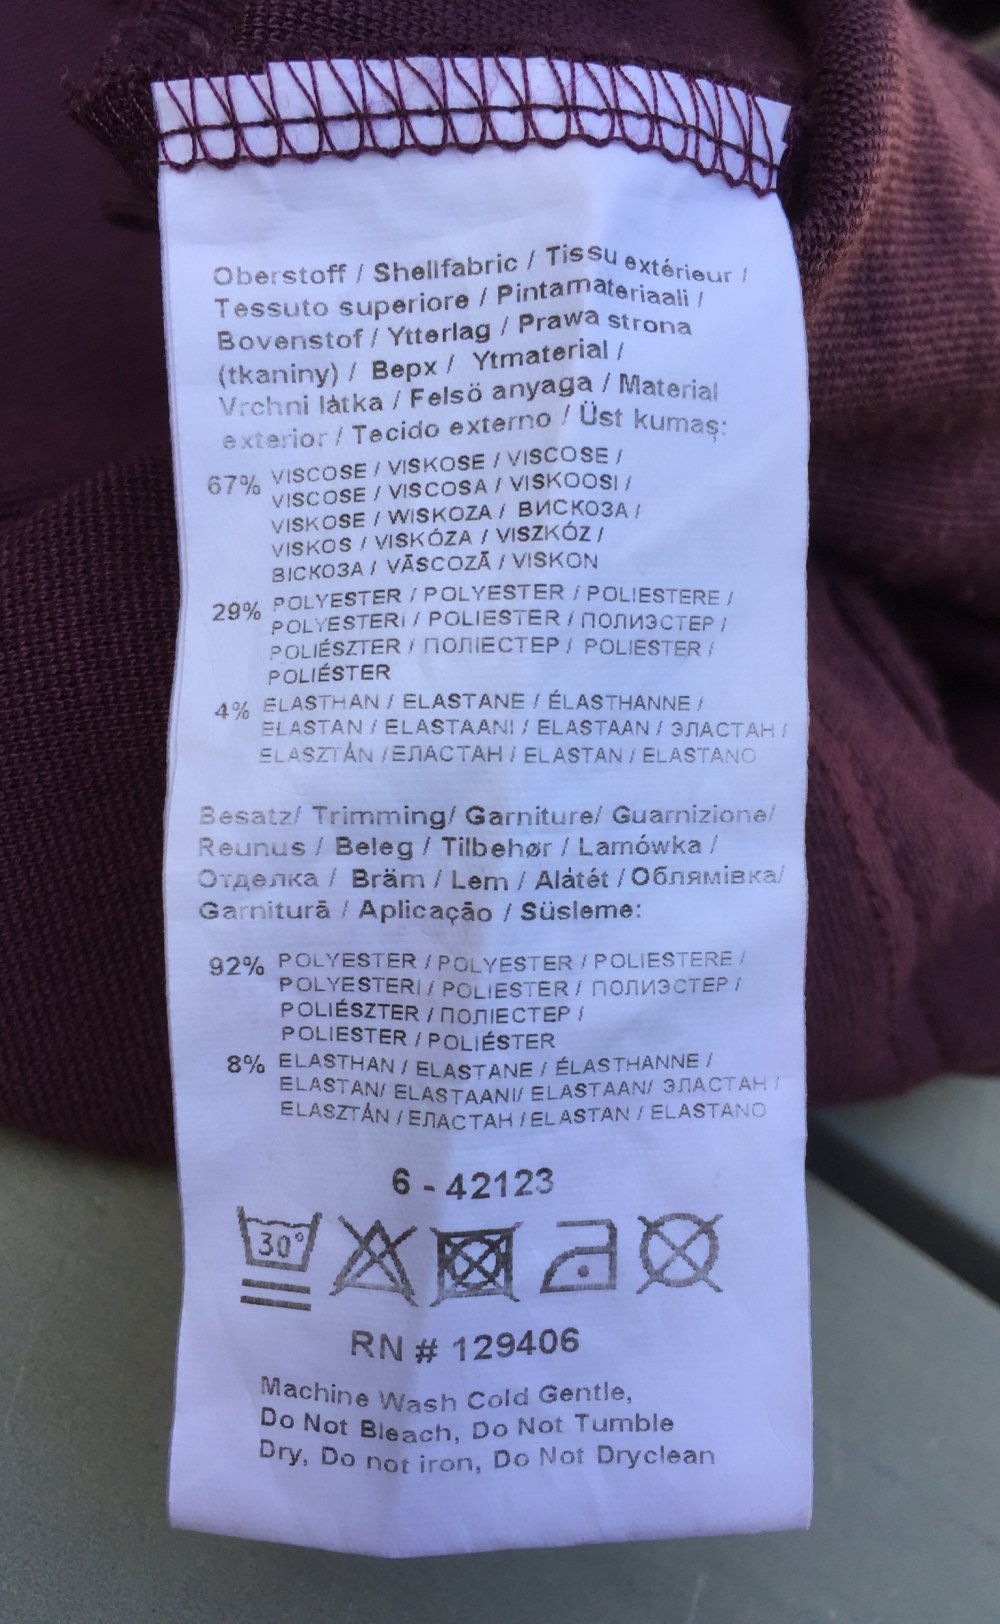 Oberstoff / Shellfabric / Tissu extérieur /
Tessuto superiore / Pintamateriaali /
Bovenstof / Ytterlag / Prawa strona
(tkaniny) / Верх / Ytmaterial /
Vrchni látka / Felsö anyaga / Material
exterior / Tecido externo / Üst kumaş:
67% VISCOSE / VISKOSE / VISCOSE /
VISCOSE / VISCOSA / VISKOOSI /
VISKOSE / WISKOZA / ВИСКОЗА /
VISKOS / VISKÓZA / VISZKÓZ /
ВІСКОЗА / VĀSCOZĀ / VISKON
29% POLYESTER / POLYESTER / POLIESTERE /
POLYESTERI / POLIESTER / ПОЛИЭСТЕР /
POLIÉSZTER / ПОЛІЕСТЕР / POLIESTER /
POLIÉSTER
4% ELASTHAN / ELASTANE / ÉLASTHANNE /
ELASTAN / ELASTAANI / ELASTAAN / ЭЛАСТАН /
ELASZTÁN / ЕЛАСТАН / ELASTAN / ELASTANO
Besatz/ Trimming/ Garniture/ Guarnizione/
Reunus / Beleg / Tilbehør / Lamówka /
Отделка / Bräm / Lem / Alátét / Облямівка/
Garnitură / Aplicação / Süsleme:
92% POLYESTER / POLYESTER / POLIESTERE /
POLYESTERI / POLIESTER / ПОЛИЭСТЕР /
POLIÉSZTER / ПОЛІЕСТЕР /
POLIESTER / POLIÉSTER
8% ELASTHAN / ELASTANE / ÉLASTHANNE /
ELASTAN/ ELASTAANI/ ELASTAAN/ ЭЛАСТАН /
ELASZTÁN / ЕЛАСТАН / ELASTAN / ELASTANO
6 - 42123
30°
RN # 129406
Machine Wash Cold Gentle,
Do Not Bleach, Do Not Tumble
Dry, Do not iron, Do Not Dryclean